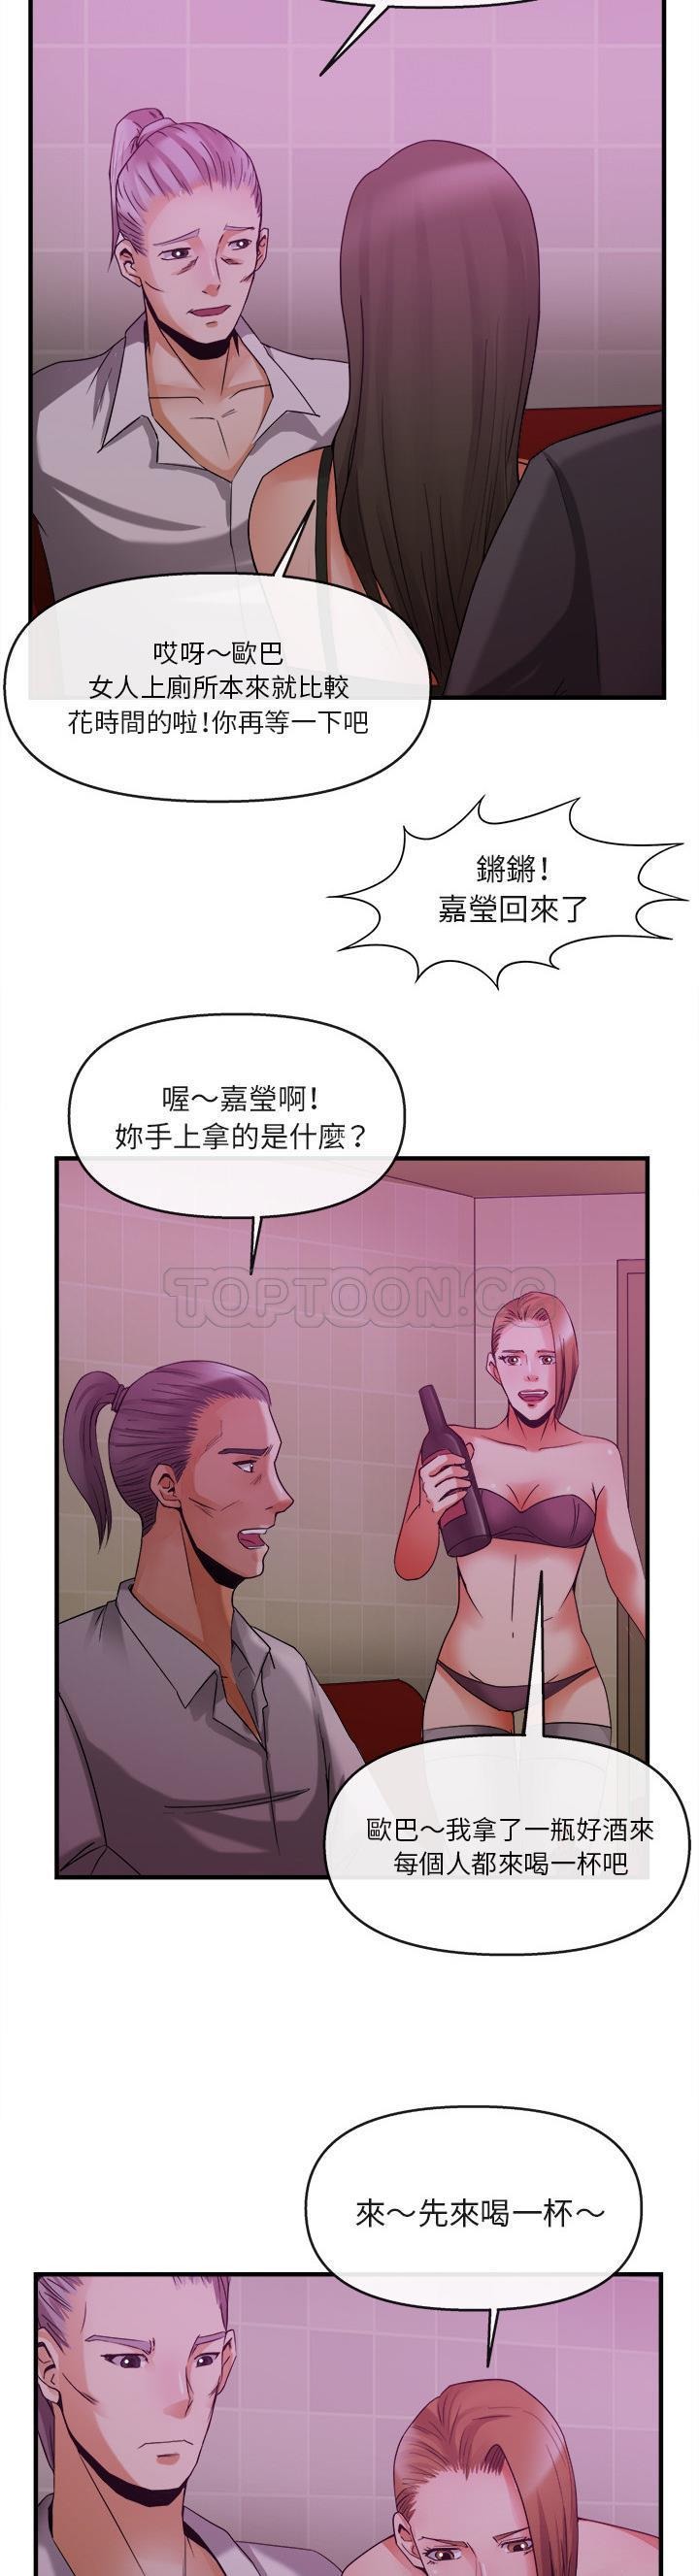 哎呀～歐巴
女人上廁所本來就比較
花時間的啦！你再等一下吧
鏘鏘！
嘉瑩回來了
喔～嘉瑩啊！
妳手上拿的是什麼？
TOPTOON.CC
歐巴～我拿了一瓶好酒來
每個人都來喝一杯吧
來～先來喝一杯～